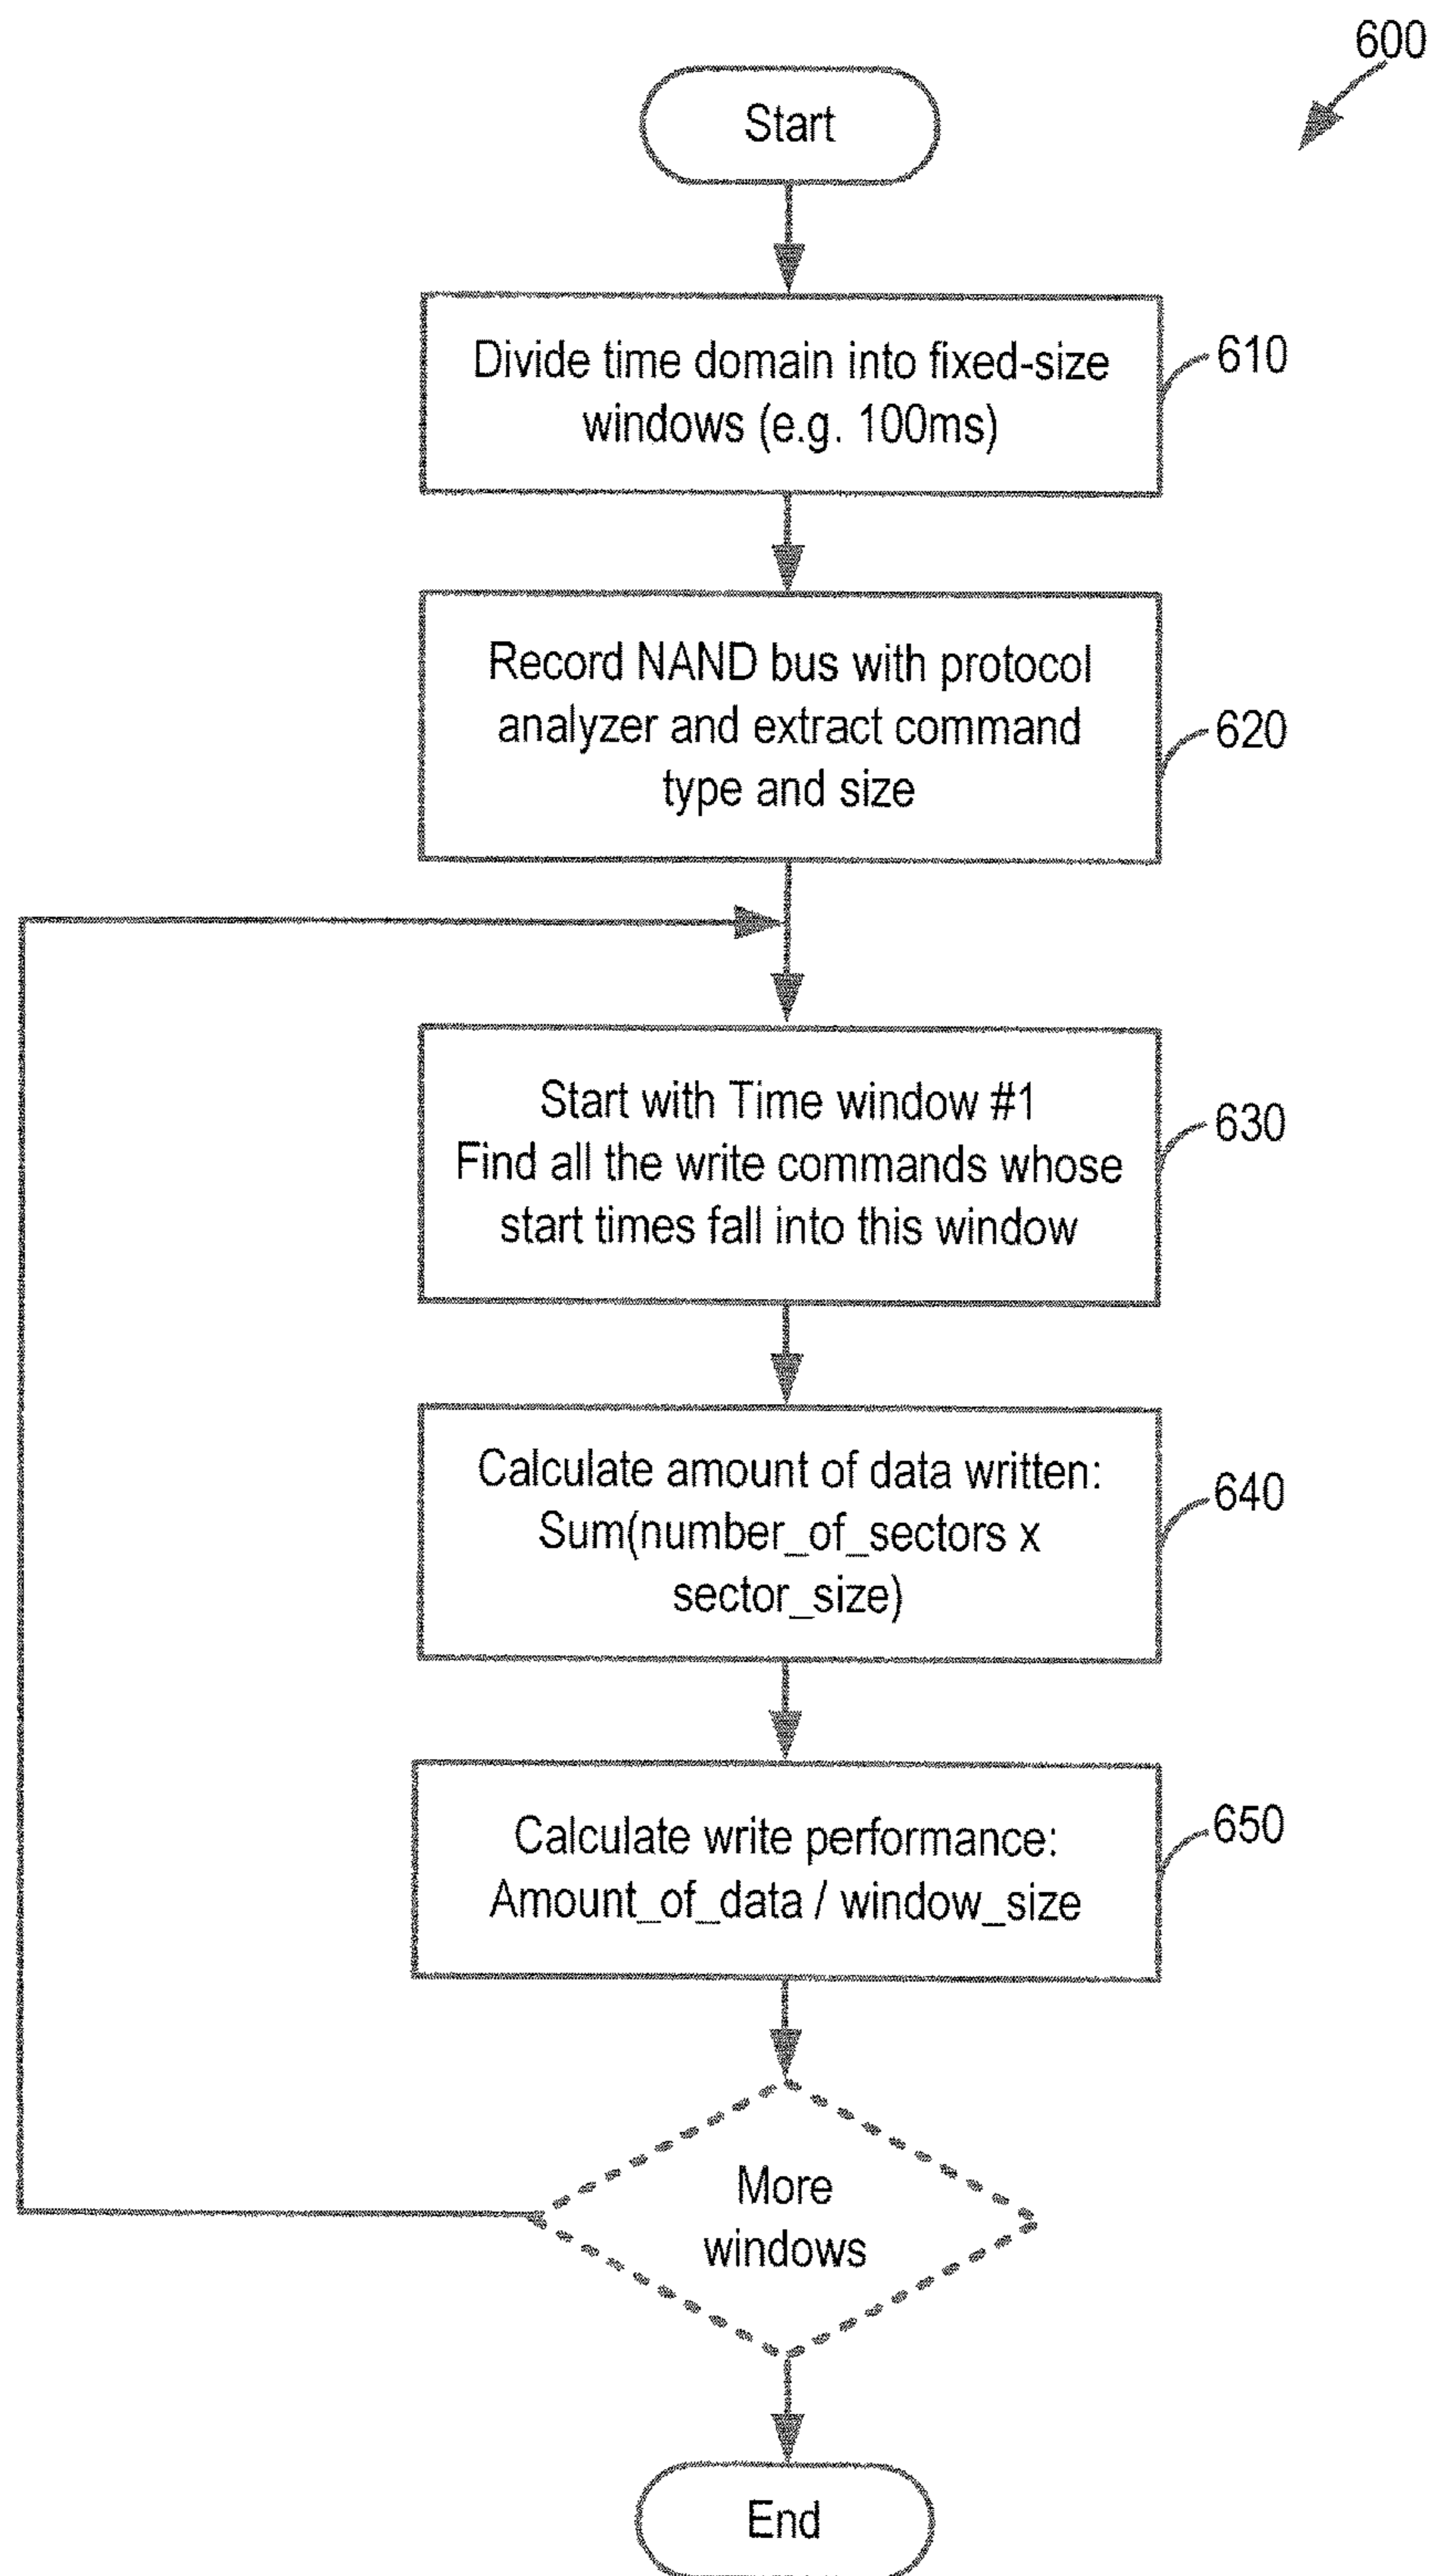 600
Start
Divide time domain into fixed-size
windows (e.g. 100ms)
610
Record NAND bus with protocol
analyzer and extract command
type and size
620
Start with Time window #1
Find all the write commands whose
start times fall into this window
630
Calculate amount of data written:
Sum(number_of_sectors x
sector_size)
640
Calculate write performance:
Amount_of_data / window_size
650
More
windows
End